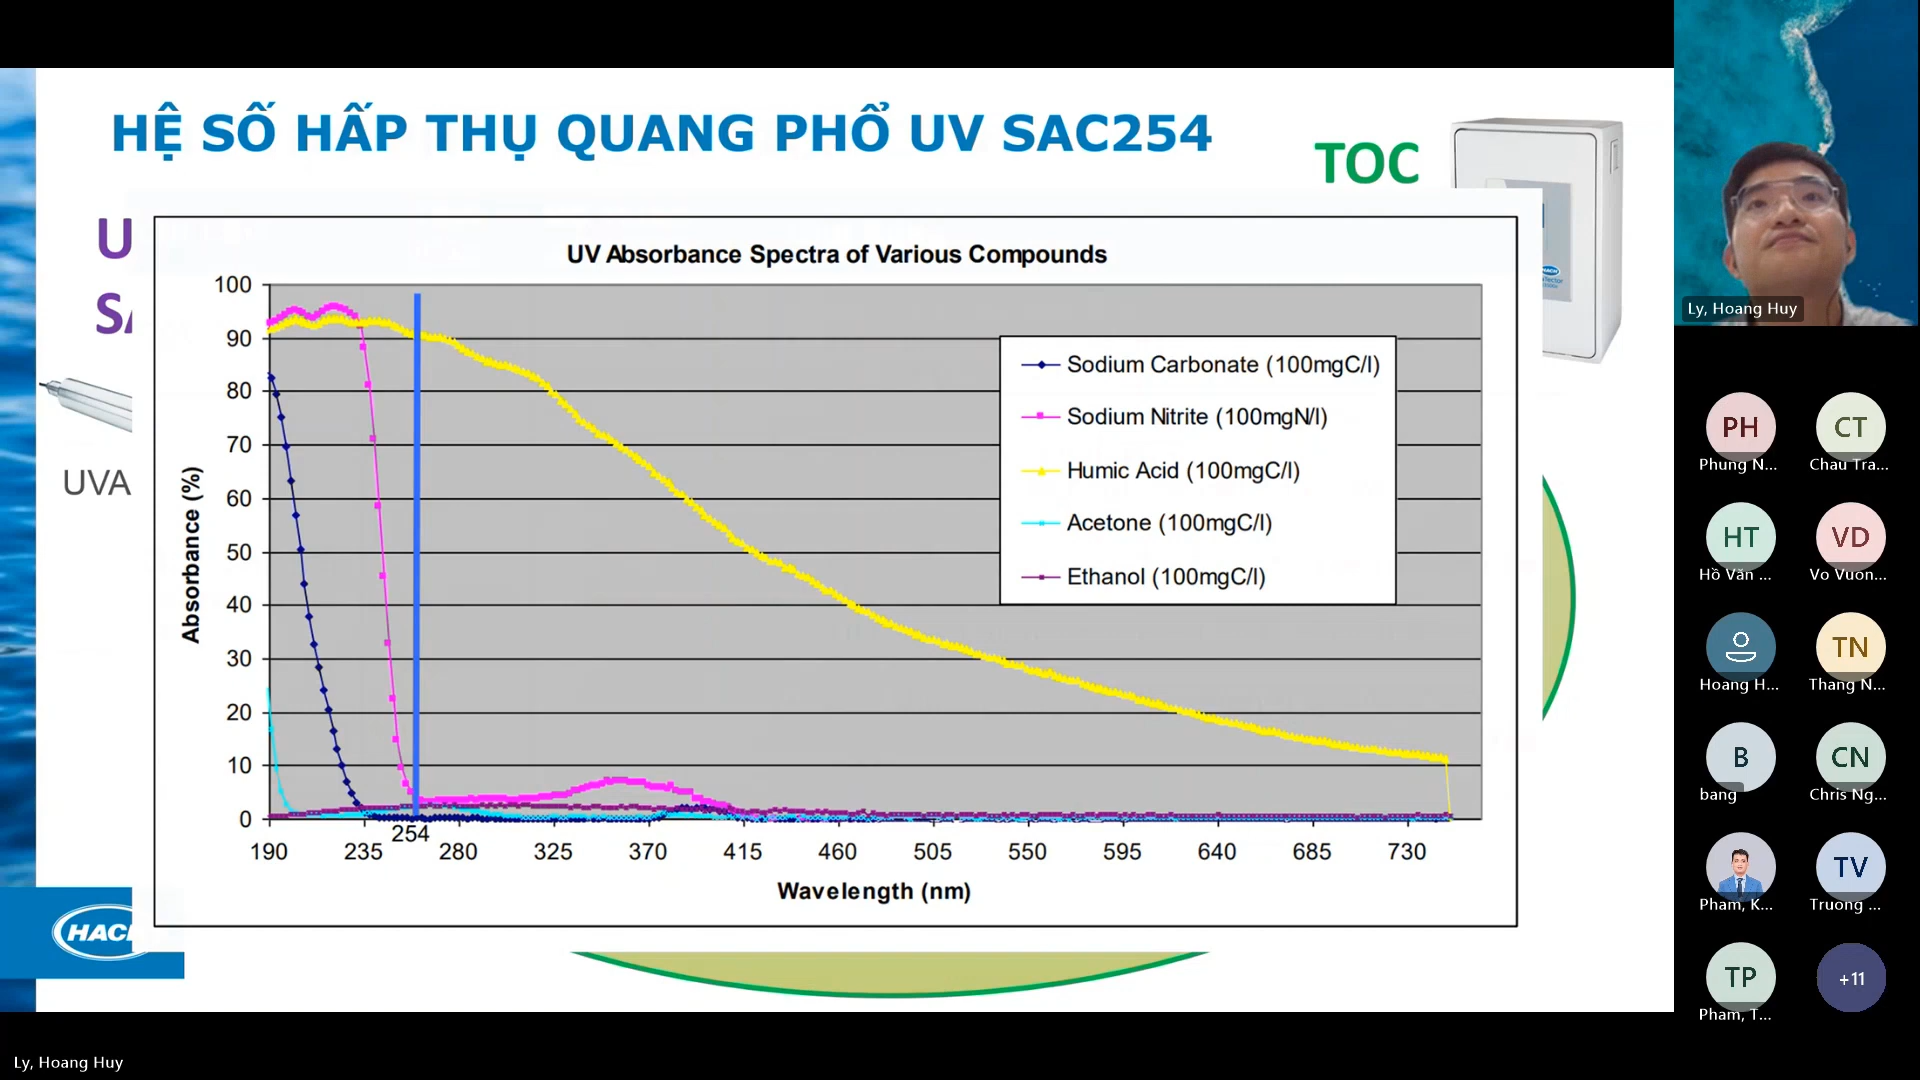 HỆ SỐ HẤP THỤ QUANG PHỔ UV SAC254
TOC
U
SA
UVA
UV Absorbance Spectra of Various Compounds
Absorbance (%)
100
90
80
70
60
50
40
30
20
10
0
Sodium Carbonate (100mgC/l)
Sodium Nitrite (100mgN/l)
Humic Acid (100mgC/l)
Acetone (100mgC/l)
Ethanol (100mgC/l)
254
190 235 280 325 370 415 460 505 550 595 640 685 730
Wavelength (nm)
HACH
HACH
Ly, Hoang Huy
PH
Phung N...
CT
Chau Tra...
HT
Hồ Văn ...
VD
Vo Vuon...
Hoang H...
TN
Thang N...
B
bang
CN
Chris Ng...
Pham, K...
TV
Truong ...
TP
Pham, T...
+11
Ly, Hoang Huy